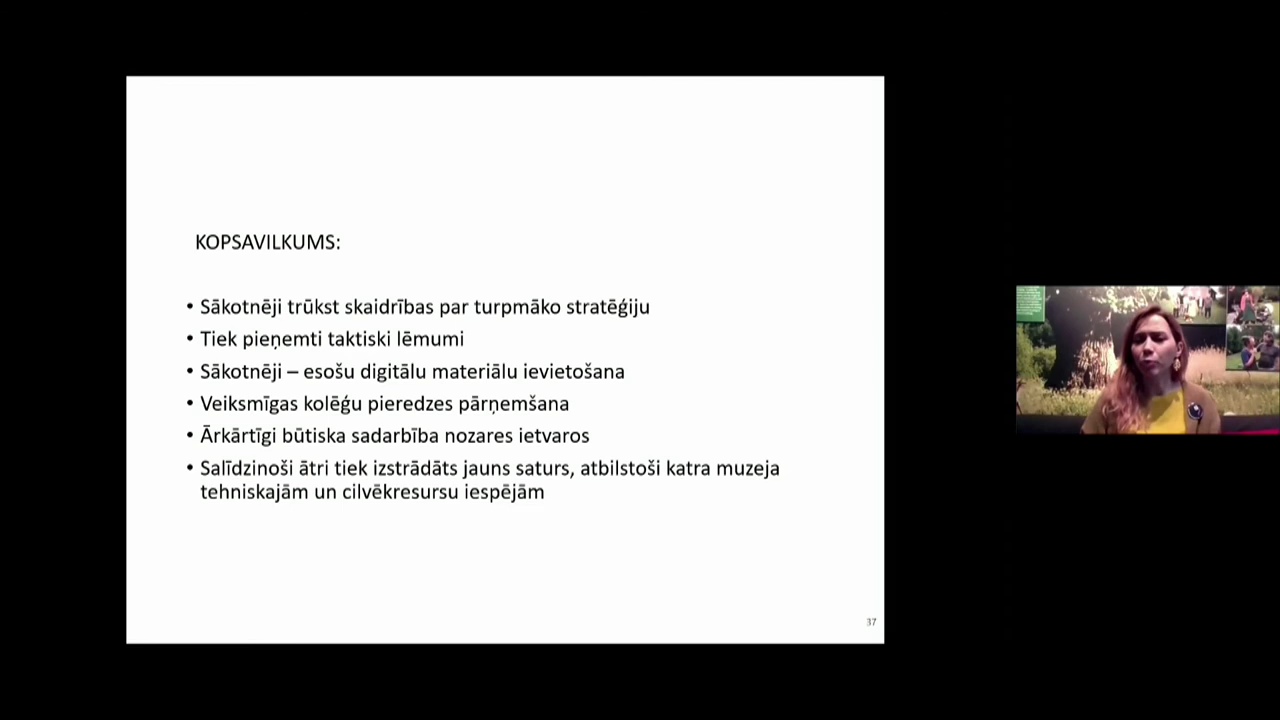 KOPSAVILKUMS:
• Sākotnēji trūkst skaidrības par turpmāko stratēģiju
• Tiek pieņemti taktiski lēmumi
• Sākotnēji – esošu digitālu materiālu ievietošana
• Veiksmīgas kolēģu pieredzes pārņemšana
• Ārkārtīgi būtiska sadarbība nozares ietvaros
• Salīdzinoši ātri tiek izstrādāts jauns saturs, atbilstoši katra muzeja
tehniskajām un cilvēkresursu iespējām
37